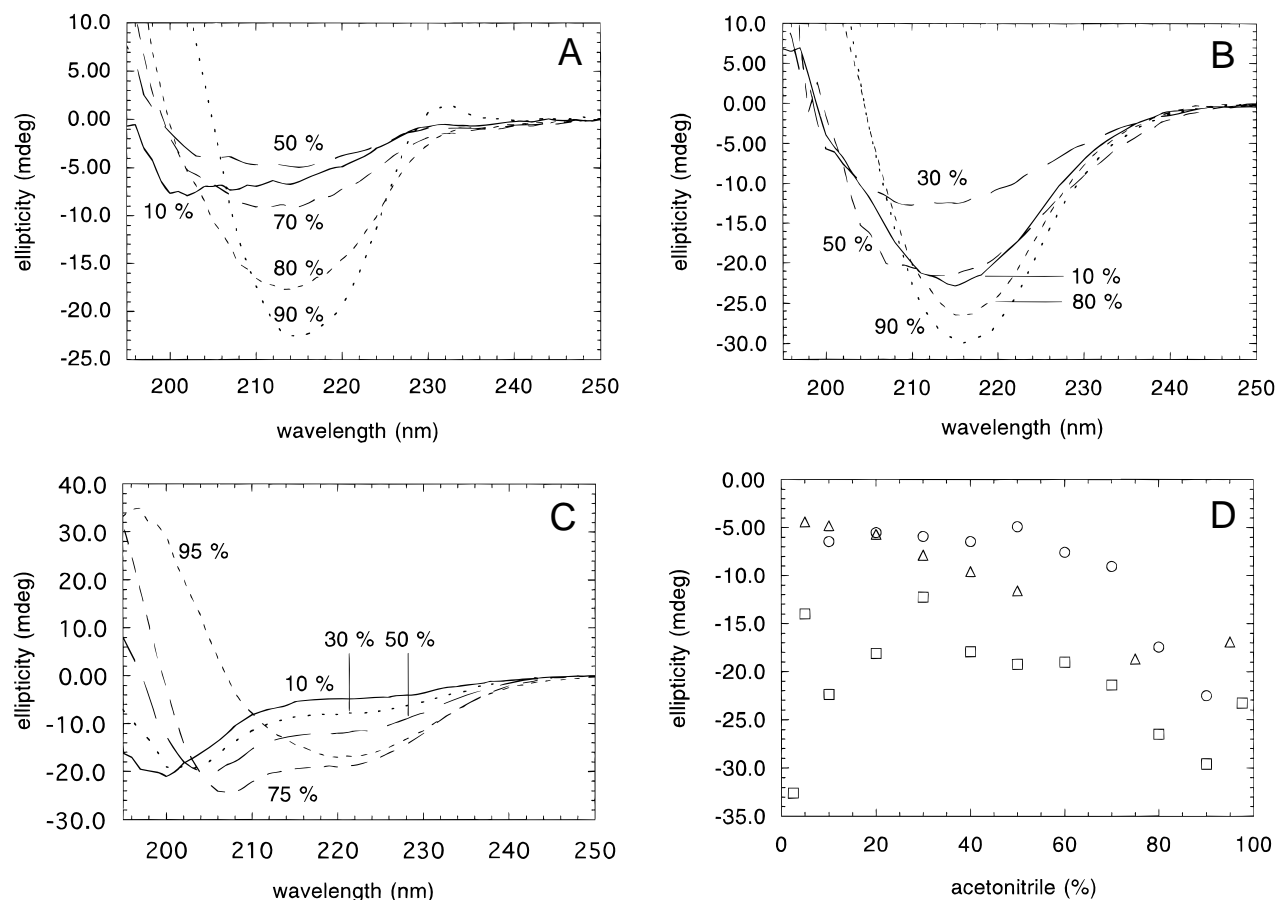 A
10.0
5.00
0.00
-5.00
-10.0
-15.0
-20.0
-25.0
ellipticity (mdeg)
50 %
10 %
70 %
80 %
90 %
200 210 220 230 240 250
wavelength (nm)
B
10.0
5.00
0.00
-5.00
-10.0
-15.0
-20.0
-25.0
-30.0
ellipticity (mdeg)
30 %
50 %
10 %
80 %
90 %
200 210 220 230 240 250
wavelength (nm)
C
40.0
30.0
20.0
10.0
0.00
-10.0
-20.0
-30.0
ellipticity (mdeg)
95 %
30 % 50 %
10 %
75 %
200 210 220 230 240 250
wavelength (nm)
D
0.00
-5.00
-10.0
-15.0
-20.0
-25.0
-30.0
-35.0
ellipticity (mdeg)
0 20 40 60 80 100
acetonitrile (%)